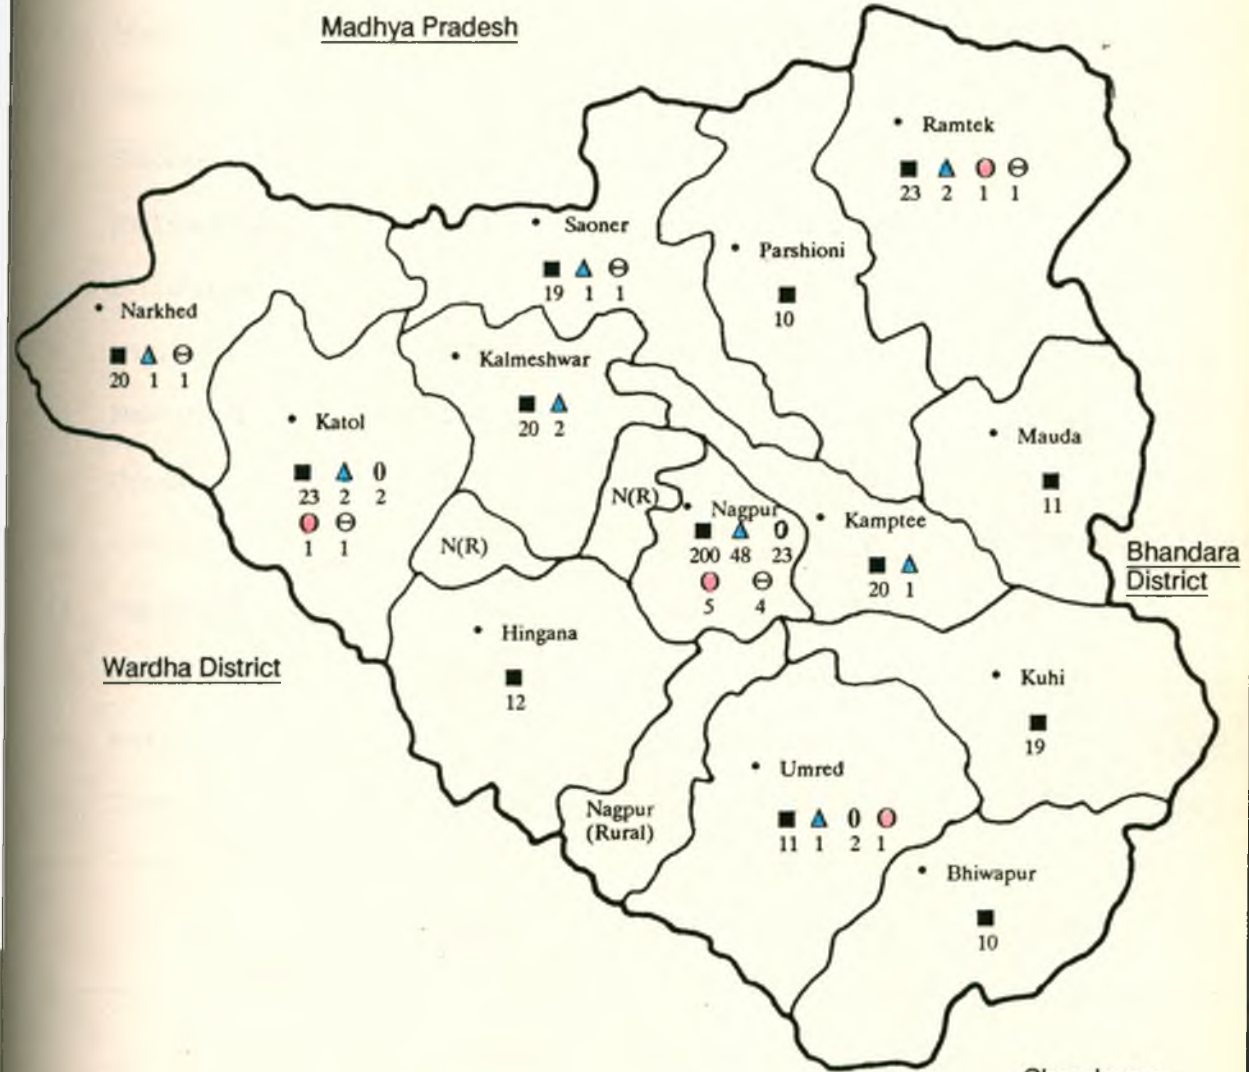 Madhya Pradesh
Ramtek
23 2 1 1
Saoner
19 1 1
Parshioni
10
Narkhed
20 1 1
Kalmeshwar
20 2
Katol
23 2 2
1 1
Mauda
11
N(R)
Nagpur
200 48 23
5 4
Kamptee
20 1
N(R)
Bhandara
District
Hingana
12
Wardha District
Kuhi
19
Umred
11 1 2 1
Nagpur
(Rural)
Bhiwapur
10